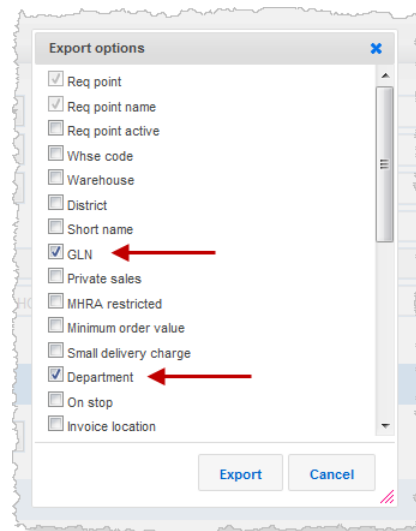 Export options
Req point
Req point name
Req point active
Whse code
Warehouse
District
Short name
GLN
Private sales
MHRA restricted
Minimum order value
Small delivery charge
Department
On stop
Invoice location
Export
Cancel